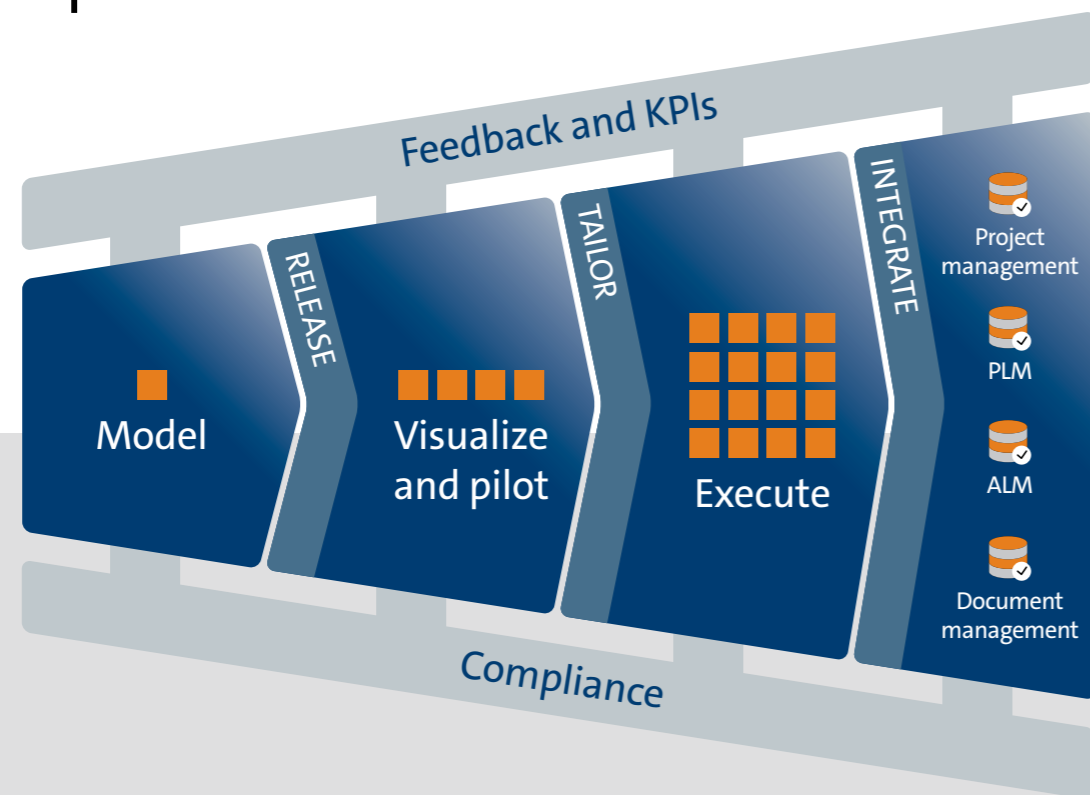 Feedback and KPIs
Model
RELEASE
Visualize
and pilot
TAILOR
Execute
INTEGRATE
Project
management
PLM
ALM
Document
management
Compliance